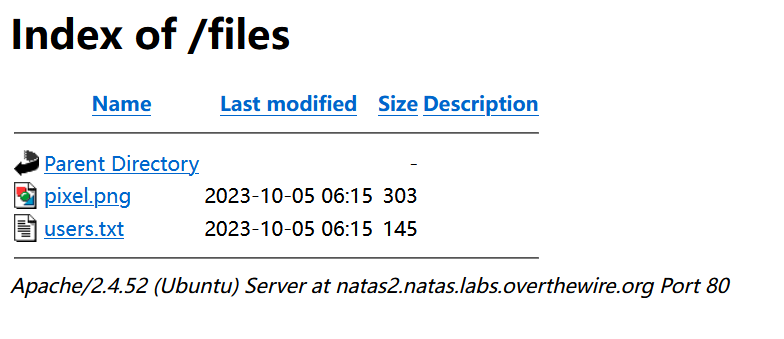 Index of /files
Name Last modified Size Description
Parent Directory -
pixel.png 2023-10-05 06:15 303
users.txt 2023-10-05 06:15 145
Apache/2.4.52 (Ubuntu) Server at natas2.natas.labs.overthewire.org Port 80